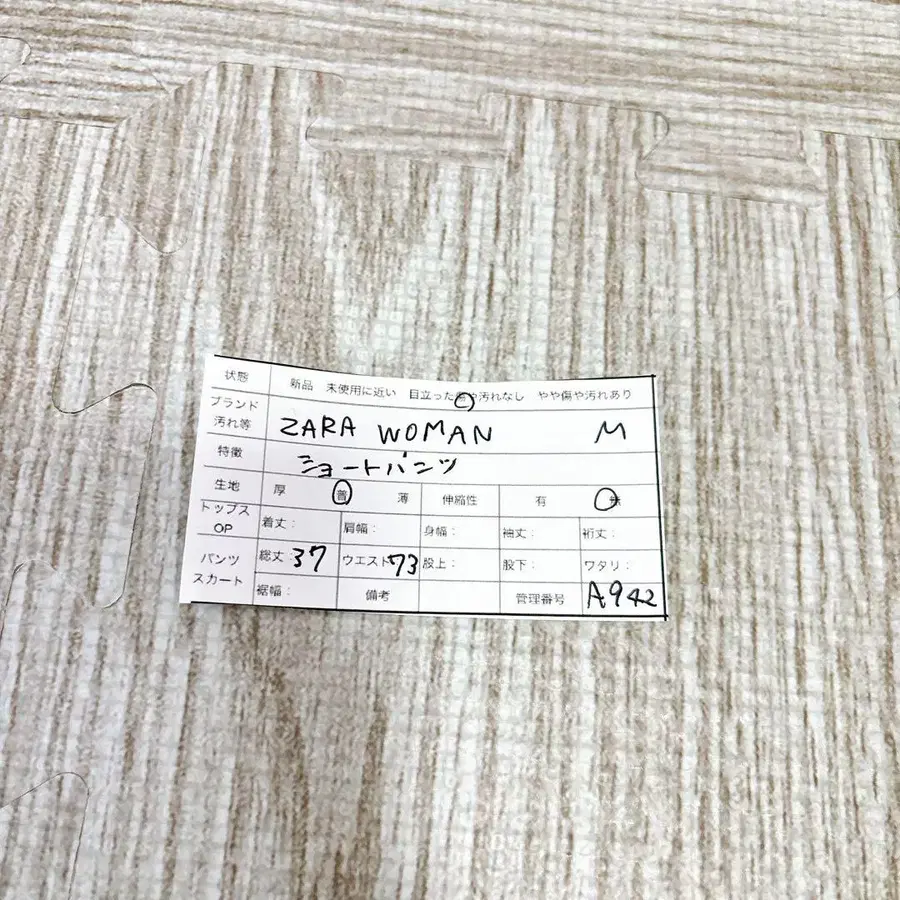 状態 新品 未使用に近い 目立った傷や汚れなし やや傷や汚れあり
ブランド
汚れ等 ZARA WOMAN M
特徴 ショートパンツ
生地 厚 普 薄 伸縮性 有 無
トップス
OP 着丈: 肩幅: 身幅: 袖丈: 裄丈:
パンツ
スカート 総丈:37 ウエスト73 股上: 股下: ワタリ:
裾幅: 備考 管理番号 A942